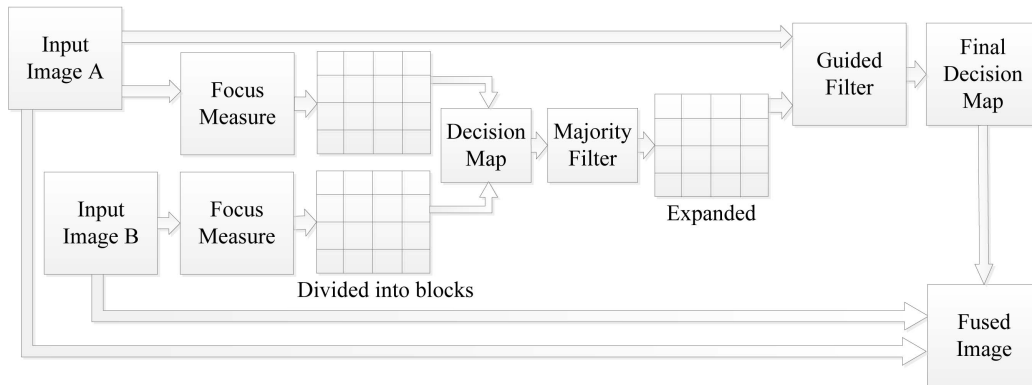 Input
Image A
Focus
Measure
Decision
Map
Majority
Filter
Expanded
Guided
Filter
Final
Decision
Map
Input
Image B
Focus
Measure
Divided into blocks
Fused
Image